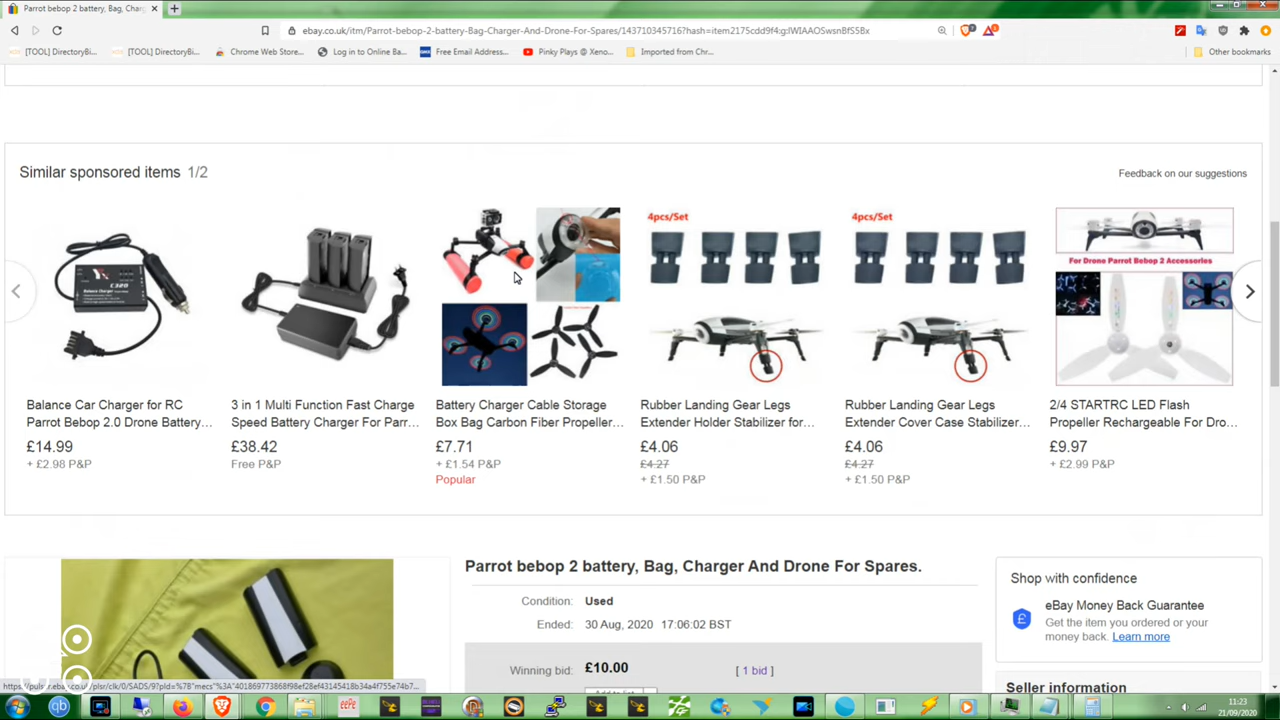 Parrot bebop 2 battery, Bag, Charg
ebay.co.uk/itm/Parrot-bebop-2-battery-Bag-Charger-And-Drone-For-Spares/143710345716?hash=item2175cdd9f4:g:lWIAAOSwsnBfS5Bx
[TOOL] DirectoryBi...
[TOOL] DirectoryBi...
Chrome Web Store...
Log in to Online Ba...
Free Email Address...
Pinky Plays @ Xeno...
Imported from Chr...
Other bookmarks
Similar sponsored items 1/2
Feedback on our suggestions
4pcs/Set
4pcs/Set
For Drone Parrot Bebop 2 Accessories
C320
Balance Car Charger for RC
Parrot Bebop 2.0 Drone Battery...
£14.99
+ £2.98 P&P
3 in 1 Multi Function Fast Charge
Speed Battery Charger For Parr...
£38.42
Free P&P
Battery Charger Cable Storage
Box Bag Carbon Fiber Propeller...
£7.71
+ £1.54 P&P
Popular
Rubber Landing Gear Legs
Extender Holder Stabilizer for...
£4.06
£4.27
+ £1.50 P&P
Rubber Landing Gear Legs
Extender Cover Case Stabilizer...
£4.06
£4.27
+ £1.50 P&P
2/4 STARTRC LED Flash
Propeller Rechargeable For Dro...
£9.97
+ £2.99 P&P
Parrot bebop 2 battery, Bag, Charger And Drone For Spares.
Condition: Used
Ended: 30 Aug, 2020 17:06:02 BST
Winning bid: £10.00 [ 1 bid ]
Add to list
Shop with confidence
eBay Money Back Guarantee
Get the item you ordered or your
money back. Learn more
Seller information
qb
11:23
21/09/2020